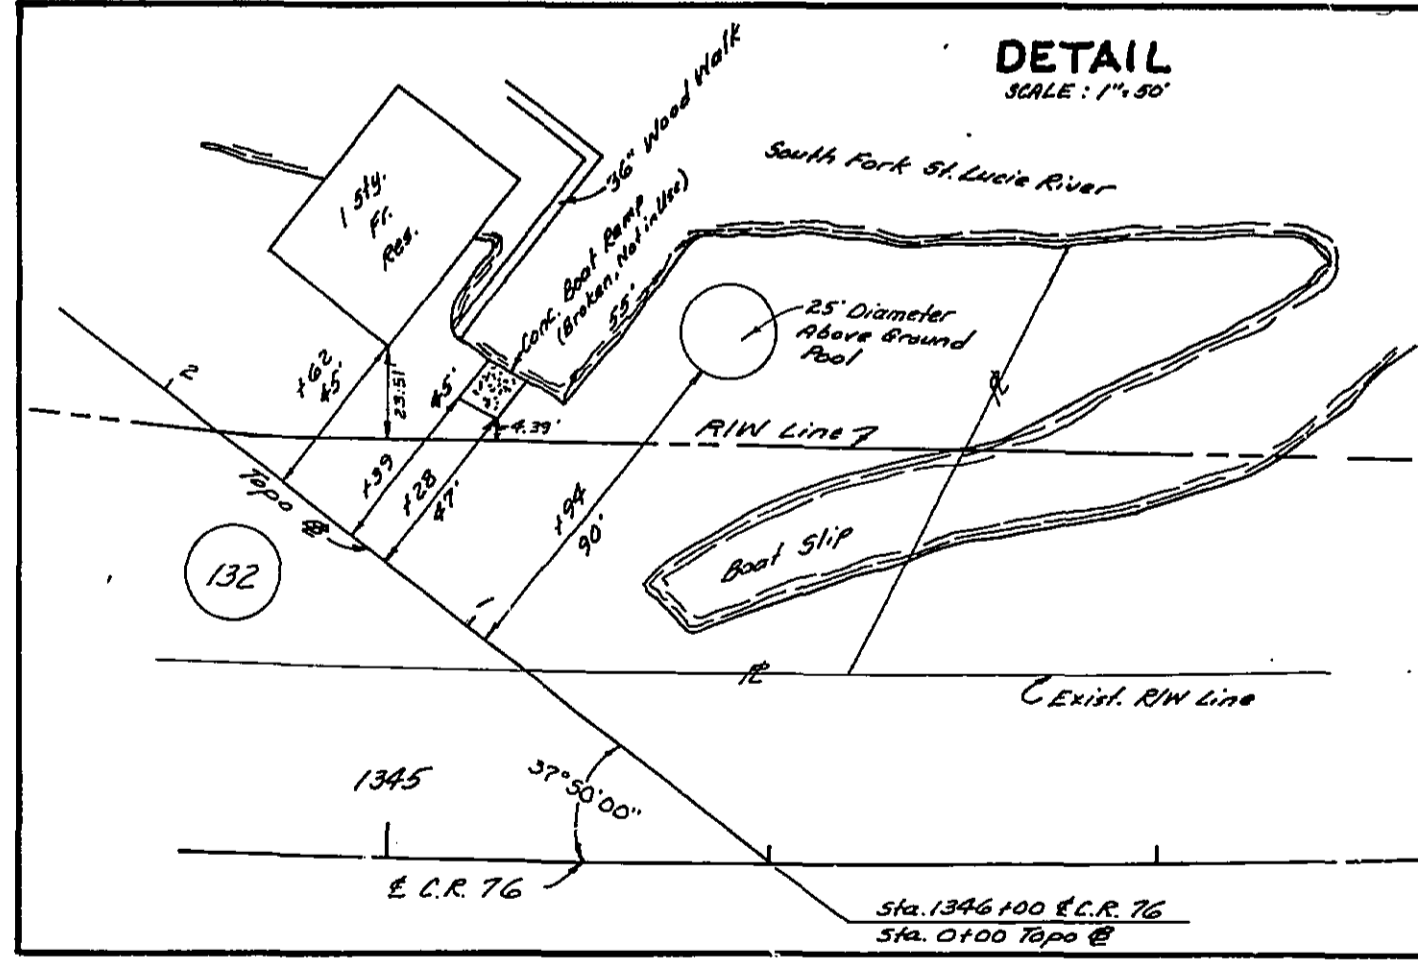 DETAIL
SCALE: 1"=50'
South Fork St. Lucie River
36" Wood Walk
1 Sty.
Fr.
Res.
Conc. Boat Ramp
(Broken, Not in Use)
55'
25' Diameter
Above Ground
Pool
2
+62
45'
23.51'
45'
+39
4.39'
+28
47'
+94
90'
R/W Line
Topo ⅊
132
Boat Slip
1
℄ Exist. R/W Line
1345
37°50'00"
℄ C.R. 76
Sta. 1346+00 ℄ C.R. 76
Sta. 0+00 Topo